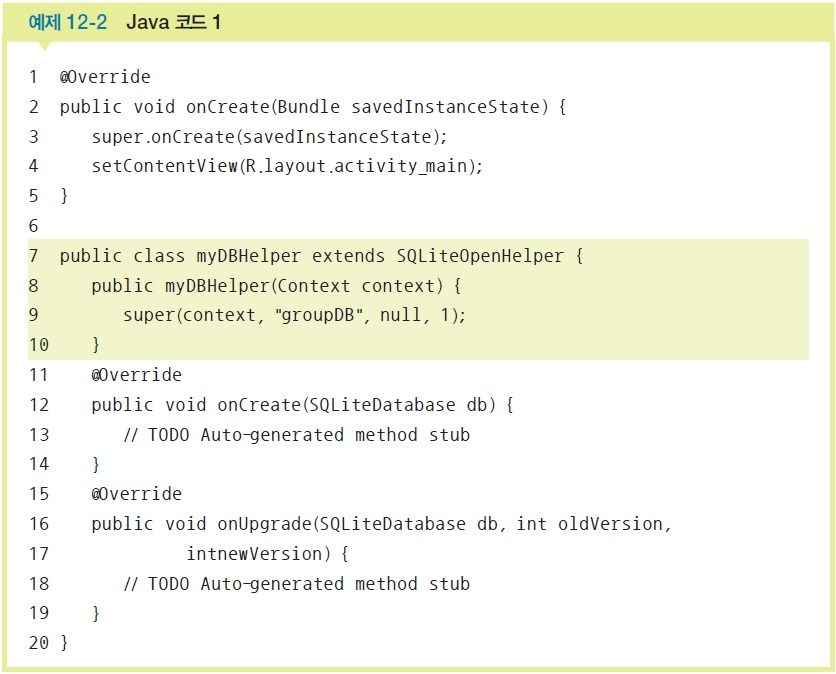 예제 12-2 Java 코드 1
1 @Override
2 public void onCreate(Bundle savedInstanceState) {
3 super.onCreate(savedInstanceState);
4 setContentView(R.layout.activity_main);
5 }
6
7 public class myDBHelper extends SQLiteOpenHelper {
8 public myDBHelper(Context context) {
9 super(context, "groupDB", null, 1);
10 }
11 @Override
12 public void onCreate(SQLiteDatabase db) {
13 // TODO Auto-generated method stub
14 }
15 @Override
16 public void onUpgrade(SQLiteDatabase db, int oldVersion,
17 intnewVersion) {
18 // TODO Auto-generated method stub
19 }
20 }